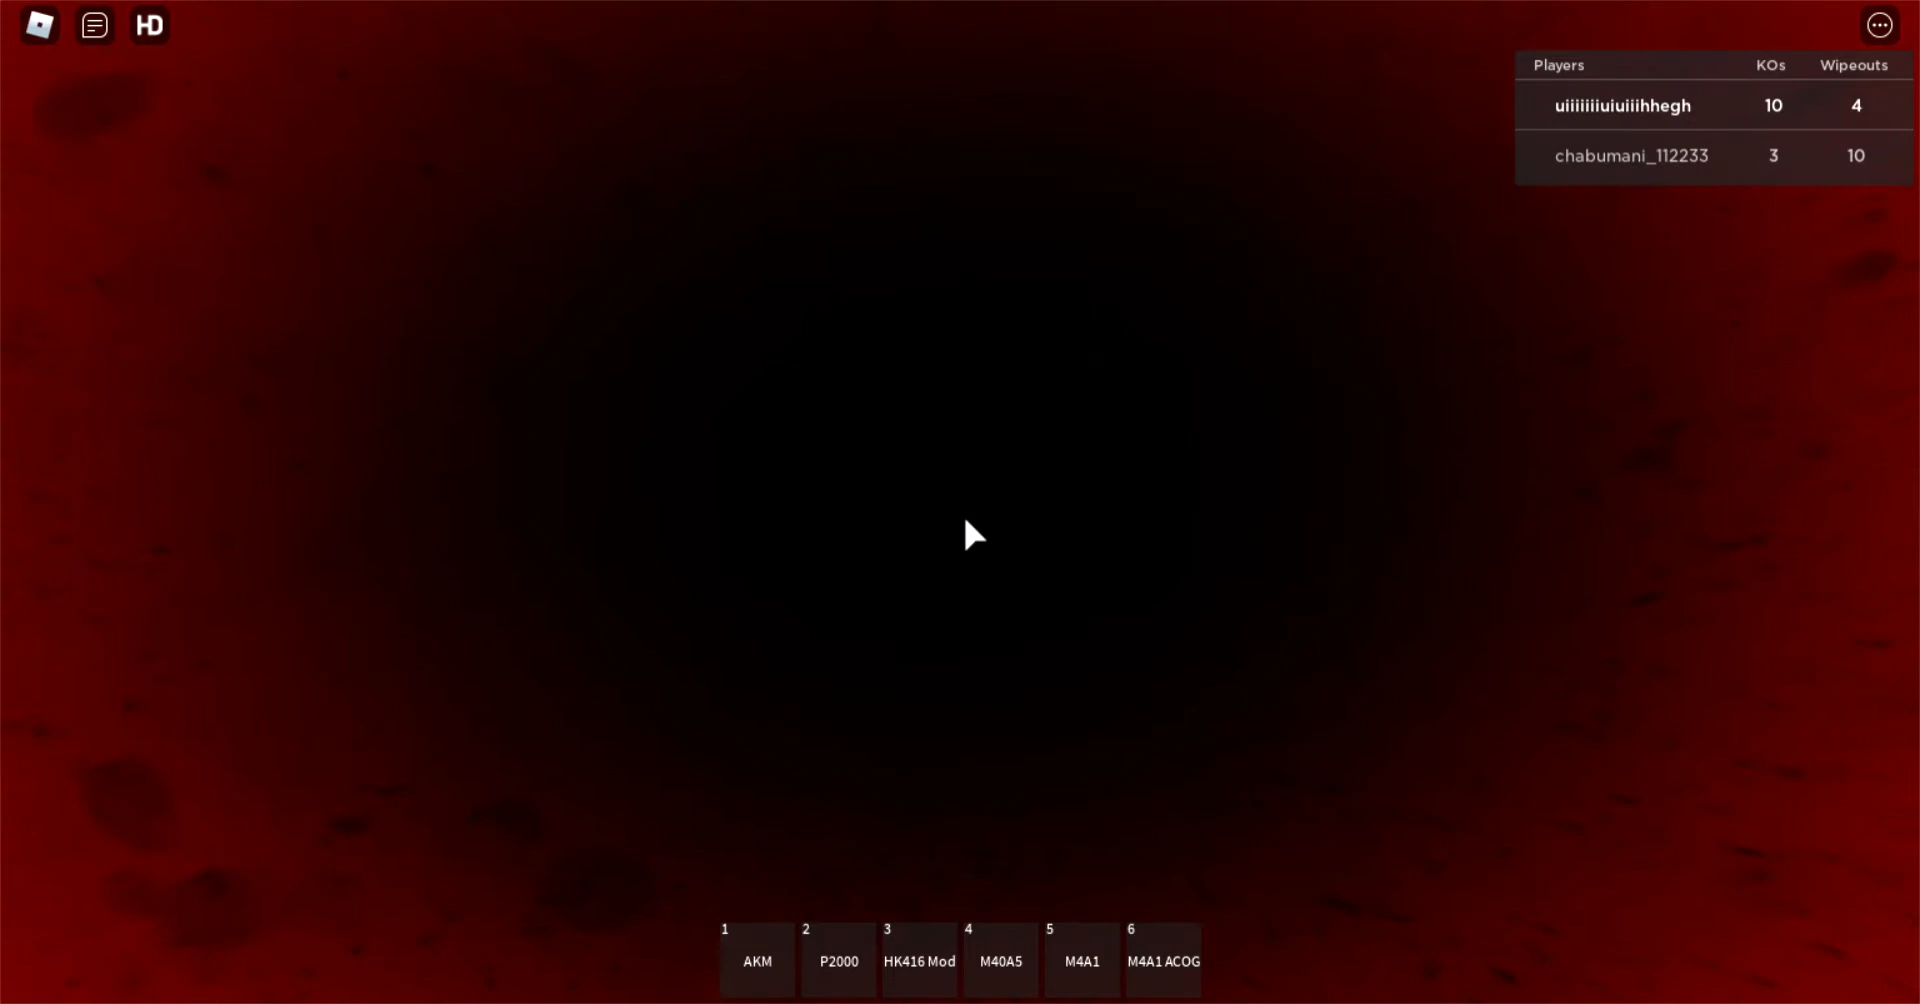 HD
Players KOs Wipeouts
uiiiiiiiuiuiiihhegh 10 4
chabumani_112233 3 10
1 2 3 4 5 6
AKM P2000 HK416 Mod M40A5 M4A1 M4A1 ACOG